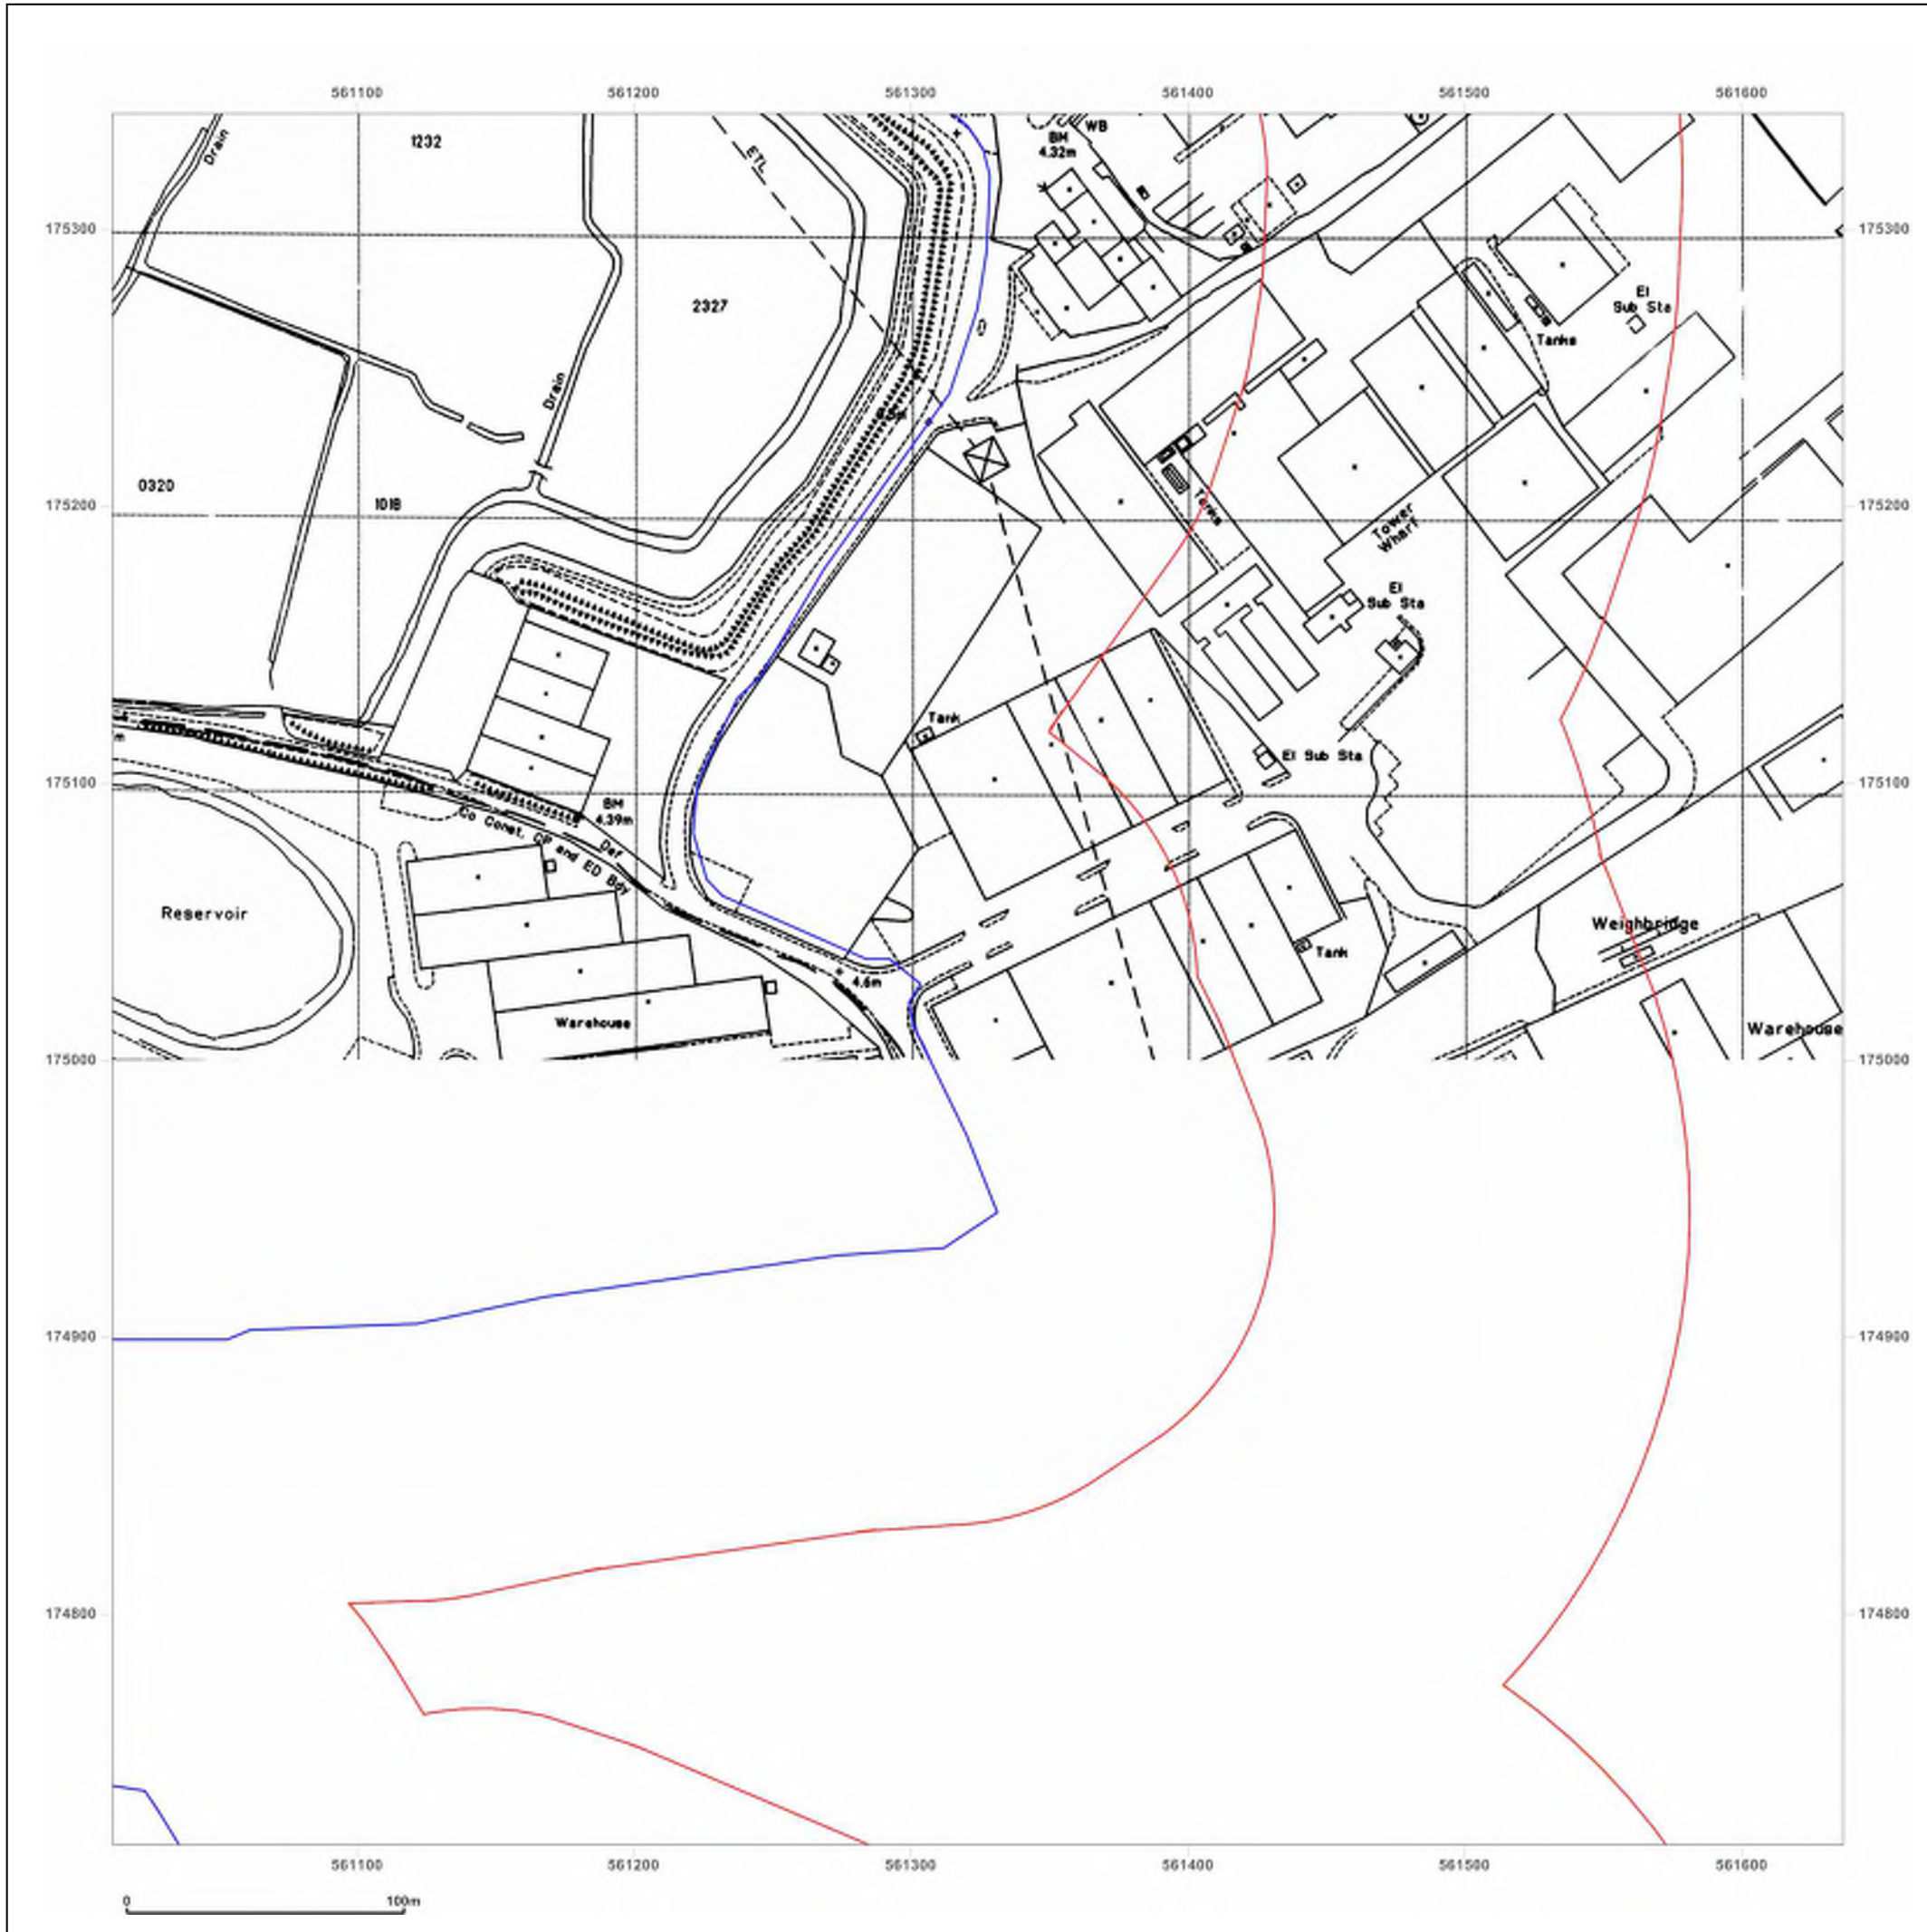 561100 561200 561300 561400 561500 561600
Drain
1232
ETL
BM
4.32m
WB
175300
175300
2327
El
Sub Sta
Tanks
Drain
0320
1018
175200
175200
Tanks
Tower
Wharf
El
Sub Sta
Tank
El Sub Sta
m
175100
175100
BM
4.39m
Co Const, CP and ED Bdy
Def
Reservoir
Weighbridge
Tank
4.6m
Warehouse
Warehouse
175000
175000
174900
174900
174800
174800
561100 561200 561300 561400 561500 561600
0 100m